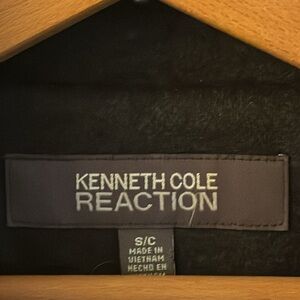 KENNETH COLE
REACTION
S/C
MADE IN
VIETNAM
HECHO EN